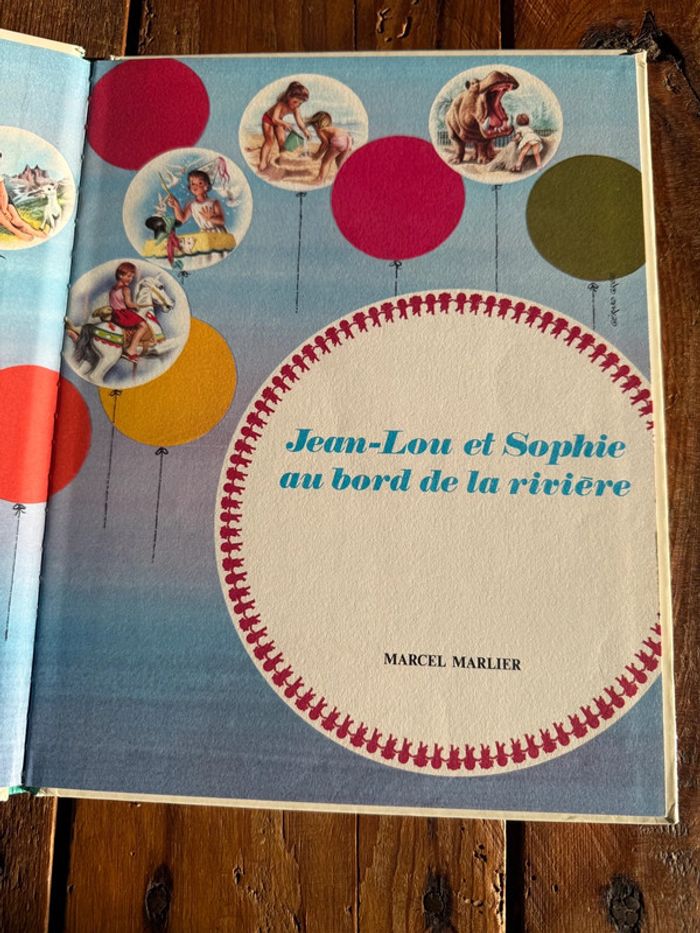 Jean-Lou et Sophie
au bord de la rivière
MARCEL MARLIER